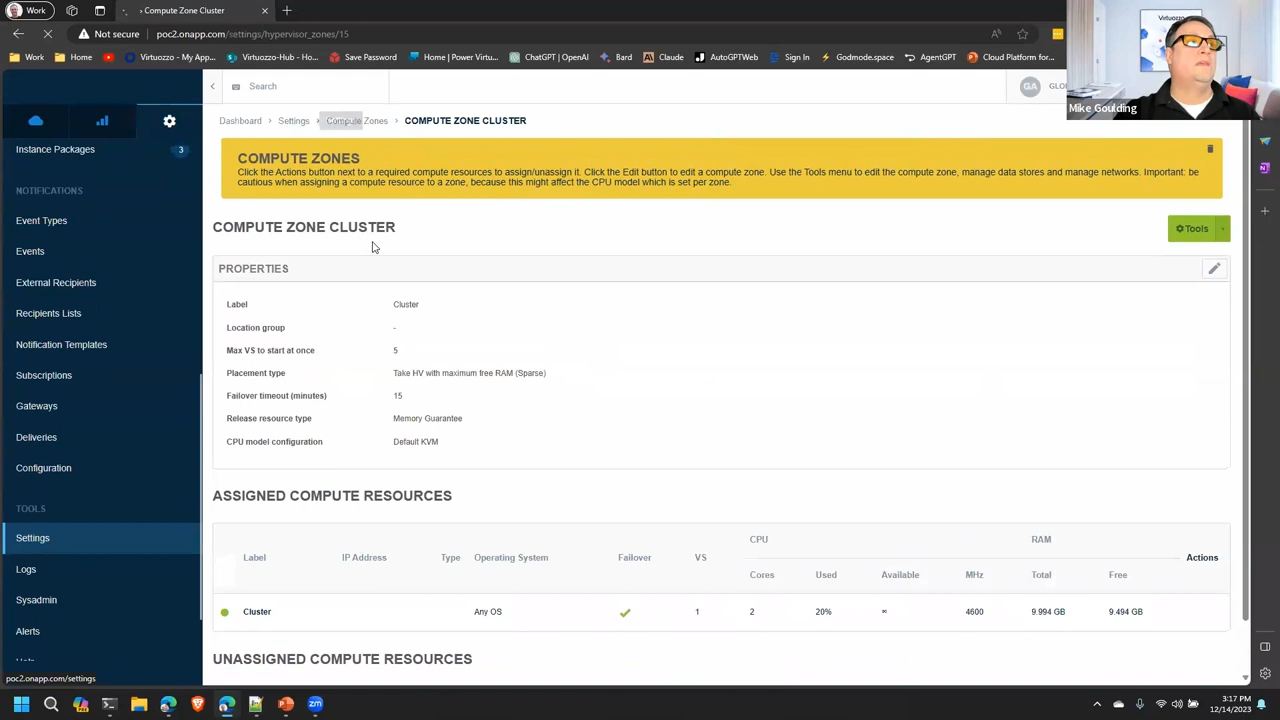 Work
Compute Zone
Not secure
poc2.onapp.com/settings/hypervisor_zones/15
Work
Home
Virtuozzo - My App...
Virtuozzo-Hub - Ho...
Save Password
Home | Power Virtu...
ChatGPT | OpenAI
Bard
Claude
AutoGPTWeb
Sign In
Godmode.space
AgentGPT
Virtuozzo
Mike Goulding
Search
GA
GLO
Dashboard > Settings > Compute Zones > COMPUTE ZONE CLUSTER
Instance Packages 3
NOTIFICATIONS
Event Types
Events
External Recipients
Recipients Lists
Notification Templates
Subscriptions
Gateways
Deliveries
Configuration
TOOLS
Settings
Logs
Sysadmin
Alerts
poc2.onapp.com/settings
COMPUTE ZONES
Click the Actions button next to a required compute resources to assign/unassign it. Click the Edit button to edit a compute zone. Use the Tools menu to edit the compute zone, manage data stores and manage networks. Important: be
cautious when assigning a compute resource to a zone, because this might affect the CPU model which is set per zone.
COMPUTE ZONE CLUSTER
Tools
PROPERTIES
Label Cluster
Location group -
Max VS to start at once 5
Placement type Take HV with maximum free RAM (Sparse)
Failover timeout (minutes) 15
Release resource type Memory Guarantee
CPU model configuration Default KVM
ASSIGNED COMPUTE RESOURCES
CPU RAM
Label IP Address Type Operating System Failover VS Actions
Cores Used Available MHz Total Free
Cluster Any OS 1 2 20% ∞ 4600 9.994 GB 9.494 GB
UNASSIGNED COMPUTE RESOURCES
3:17 PM
12/14/2023